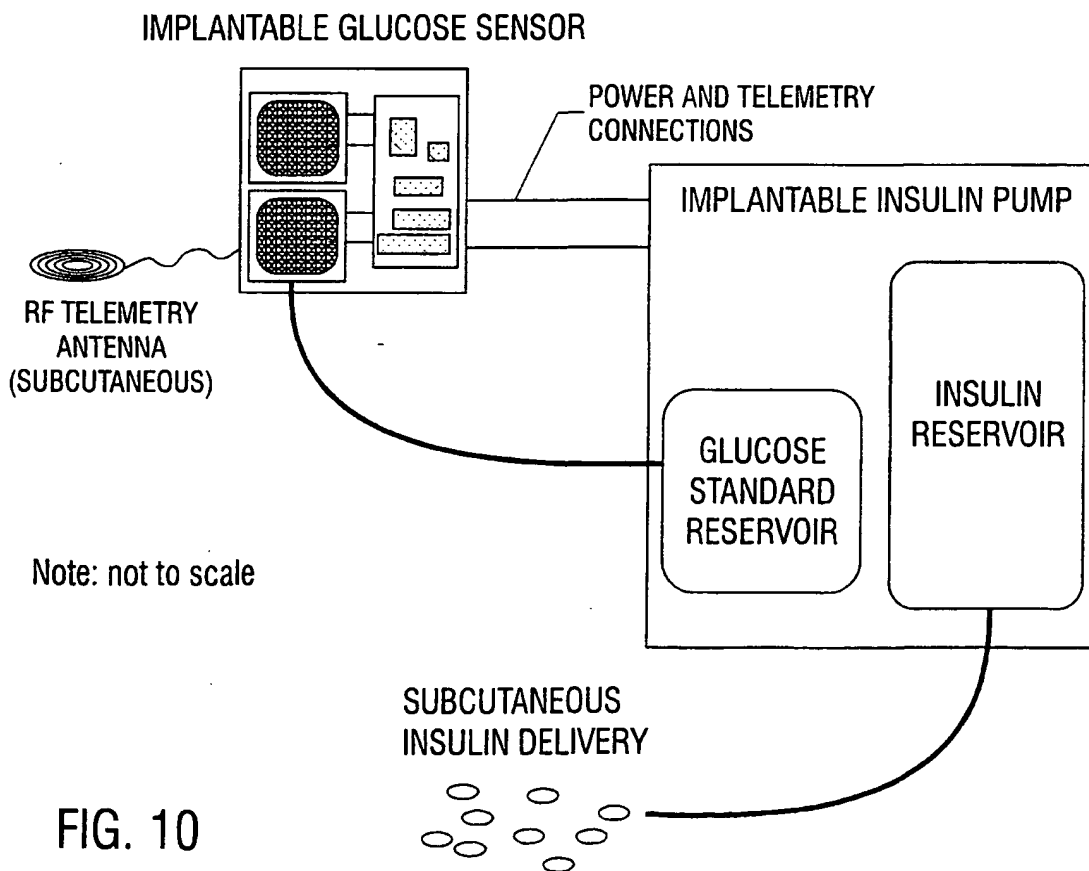 IMPLANTABLE GLUCOSE SENSOR
POWER AND TELEMETRY
CONNECTIONS
IMPLANTABLE INSULIN PUMP
RF TELEMETRY
ANTENNA
(SUBCUTANEOUS)
INSULIN
RESERVOIR
GLUCOSE
STANDARD
RESERVOIR
Note: not to scale
SUBCUTANEOUS
INSULIN DELIVERY
FIG. 10